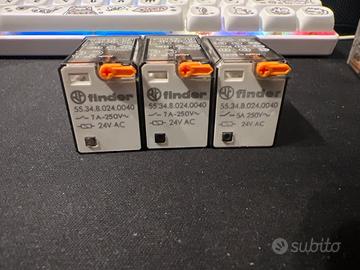 finder
55.34.8.024.0040
7A-250V~
24V AC
finder
55.34.8.024.0040
7A-250V~
24V AC
finder
55.34.8.024.0040
5A 250V~
24V AC
subito